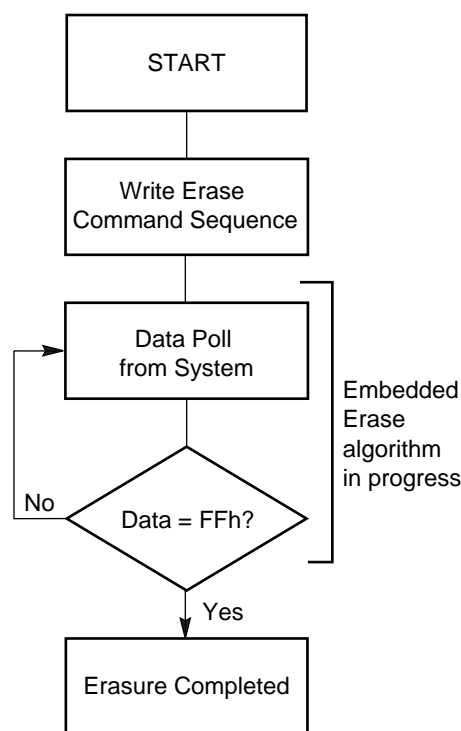 START
Write Erase
Command Sequence
Data Poll
from System
Embedded
Erase
algorithm
in progress
No
Data = FFh?
Yes
Erasure Completed